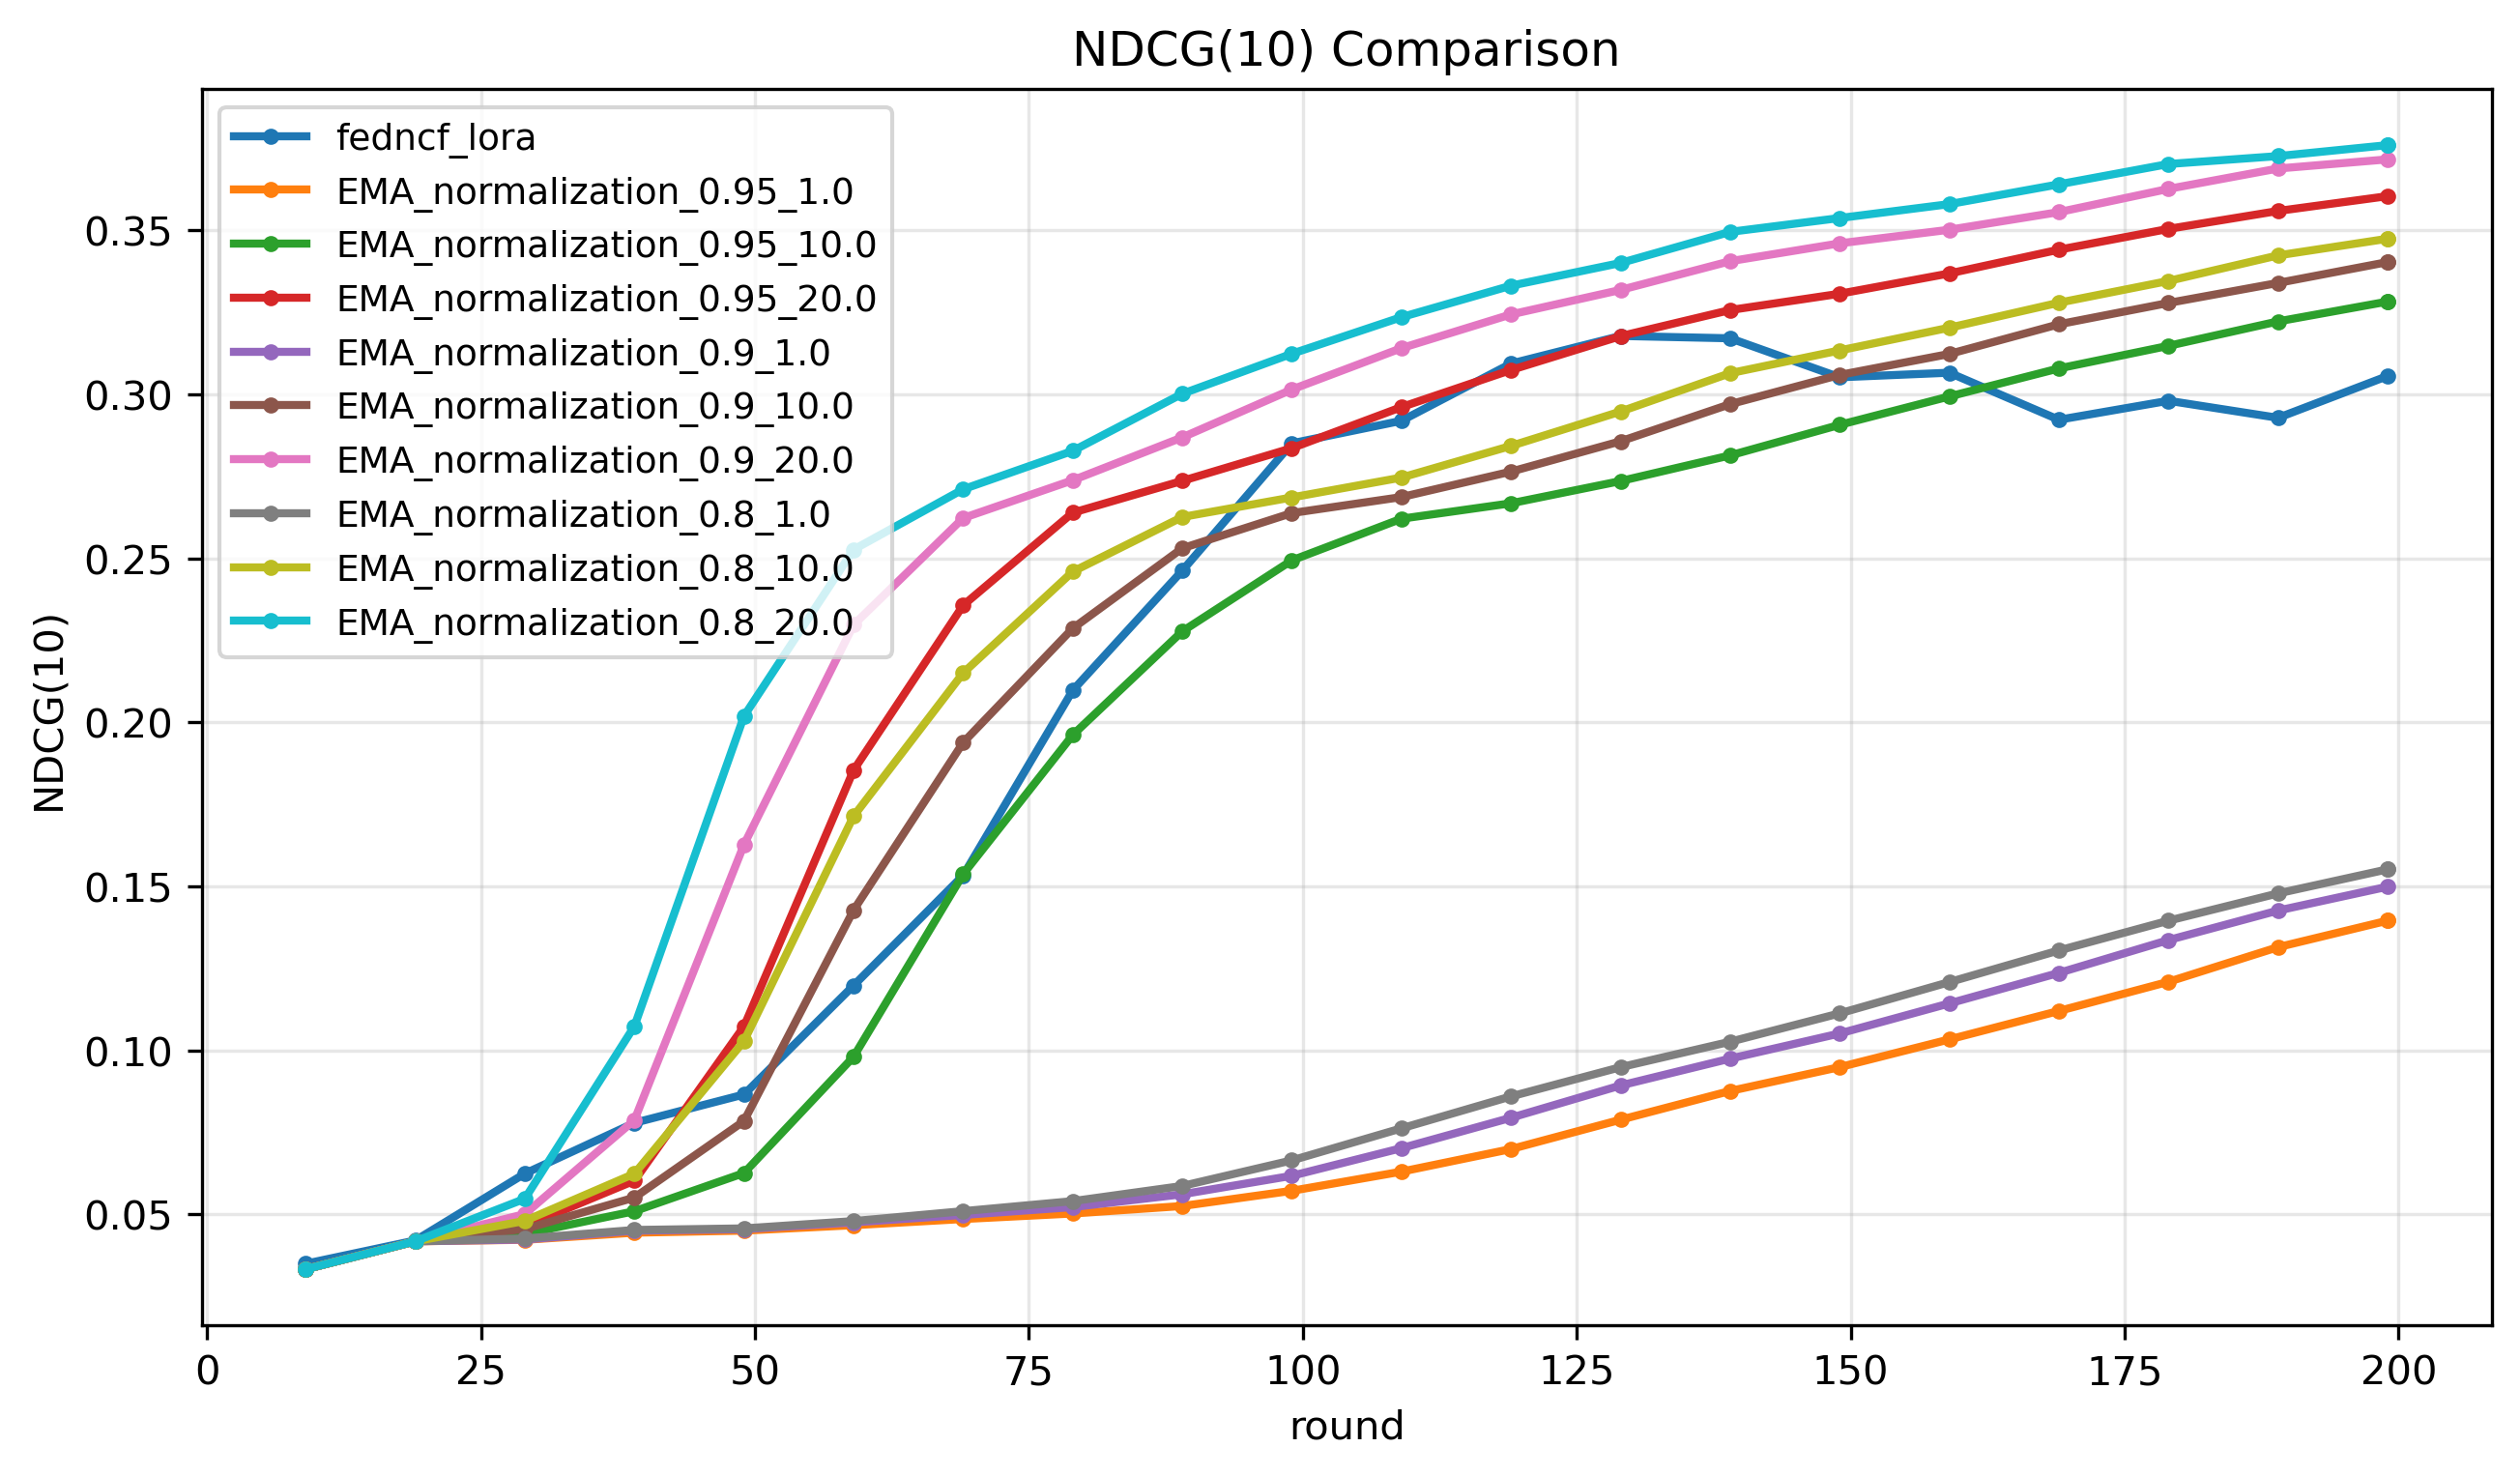 NDCG(10) Comparison
fedncf_lora
EMA_normalization_0.95_1.0
EMA_normalization_0.95_10.0
EMA_normalization_0.95_20.0
EMA_normalization_0.9_1.0
EMA_normalization_0.9_10.0
EMA_normalization_0.9_20.0
EMA_normalization_0.8_1.0
EMA_normalization_0.8_10.0
EMA_normalization_0.8_20.0
NDCG(10)
0.35
0.30
0.25
0.20
0.15
0.10
0.05
0 25 50 75 100 125 150 175 200
round